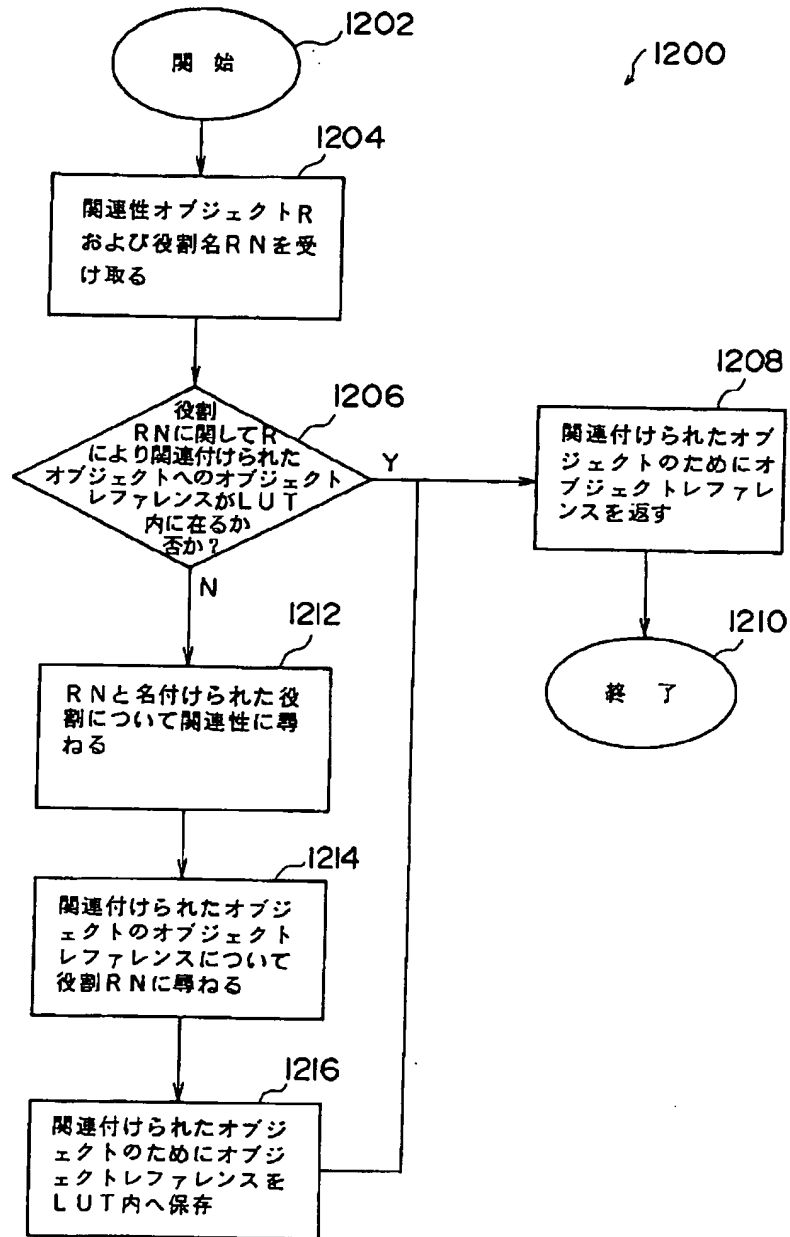 1202
開 始
1200
1204
関連性オブジェクトR
および役割名RNを受
け取る
1206
役割
RNに関してR
により関連付けられた
オブジェクトへのオブジェクト
レファレンスがLUT
内に在るか
否か?
Y
N
1208
関連付けられたオブ
ジェクトのためにオ
ブジェクトレファレ
ンスを返す
1210
終 了
1212
RNと名付けられた役
割について関連性に尋
ねる
1214
関連付けられたオブジ
ェクトのオブジェクト
レファレンスについて
役割RNに尋ねる
1216
関連付けられたオブジ
ェクトのためにオブジ
ェクトレファレンスを
LUT内へ保存